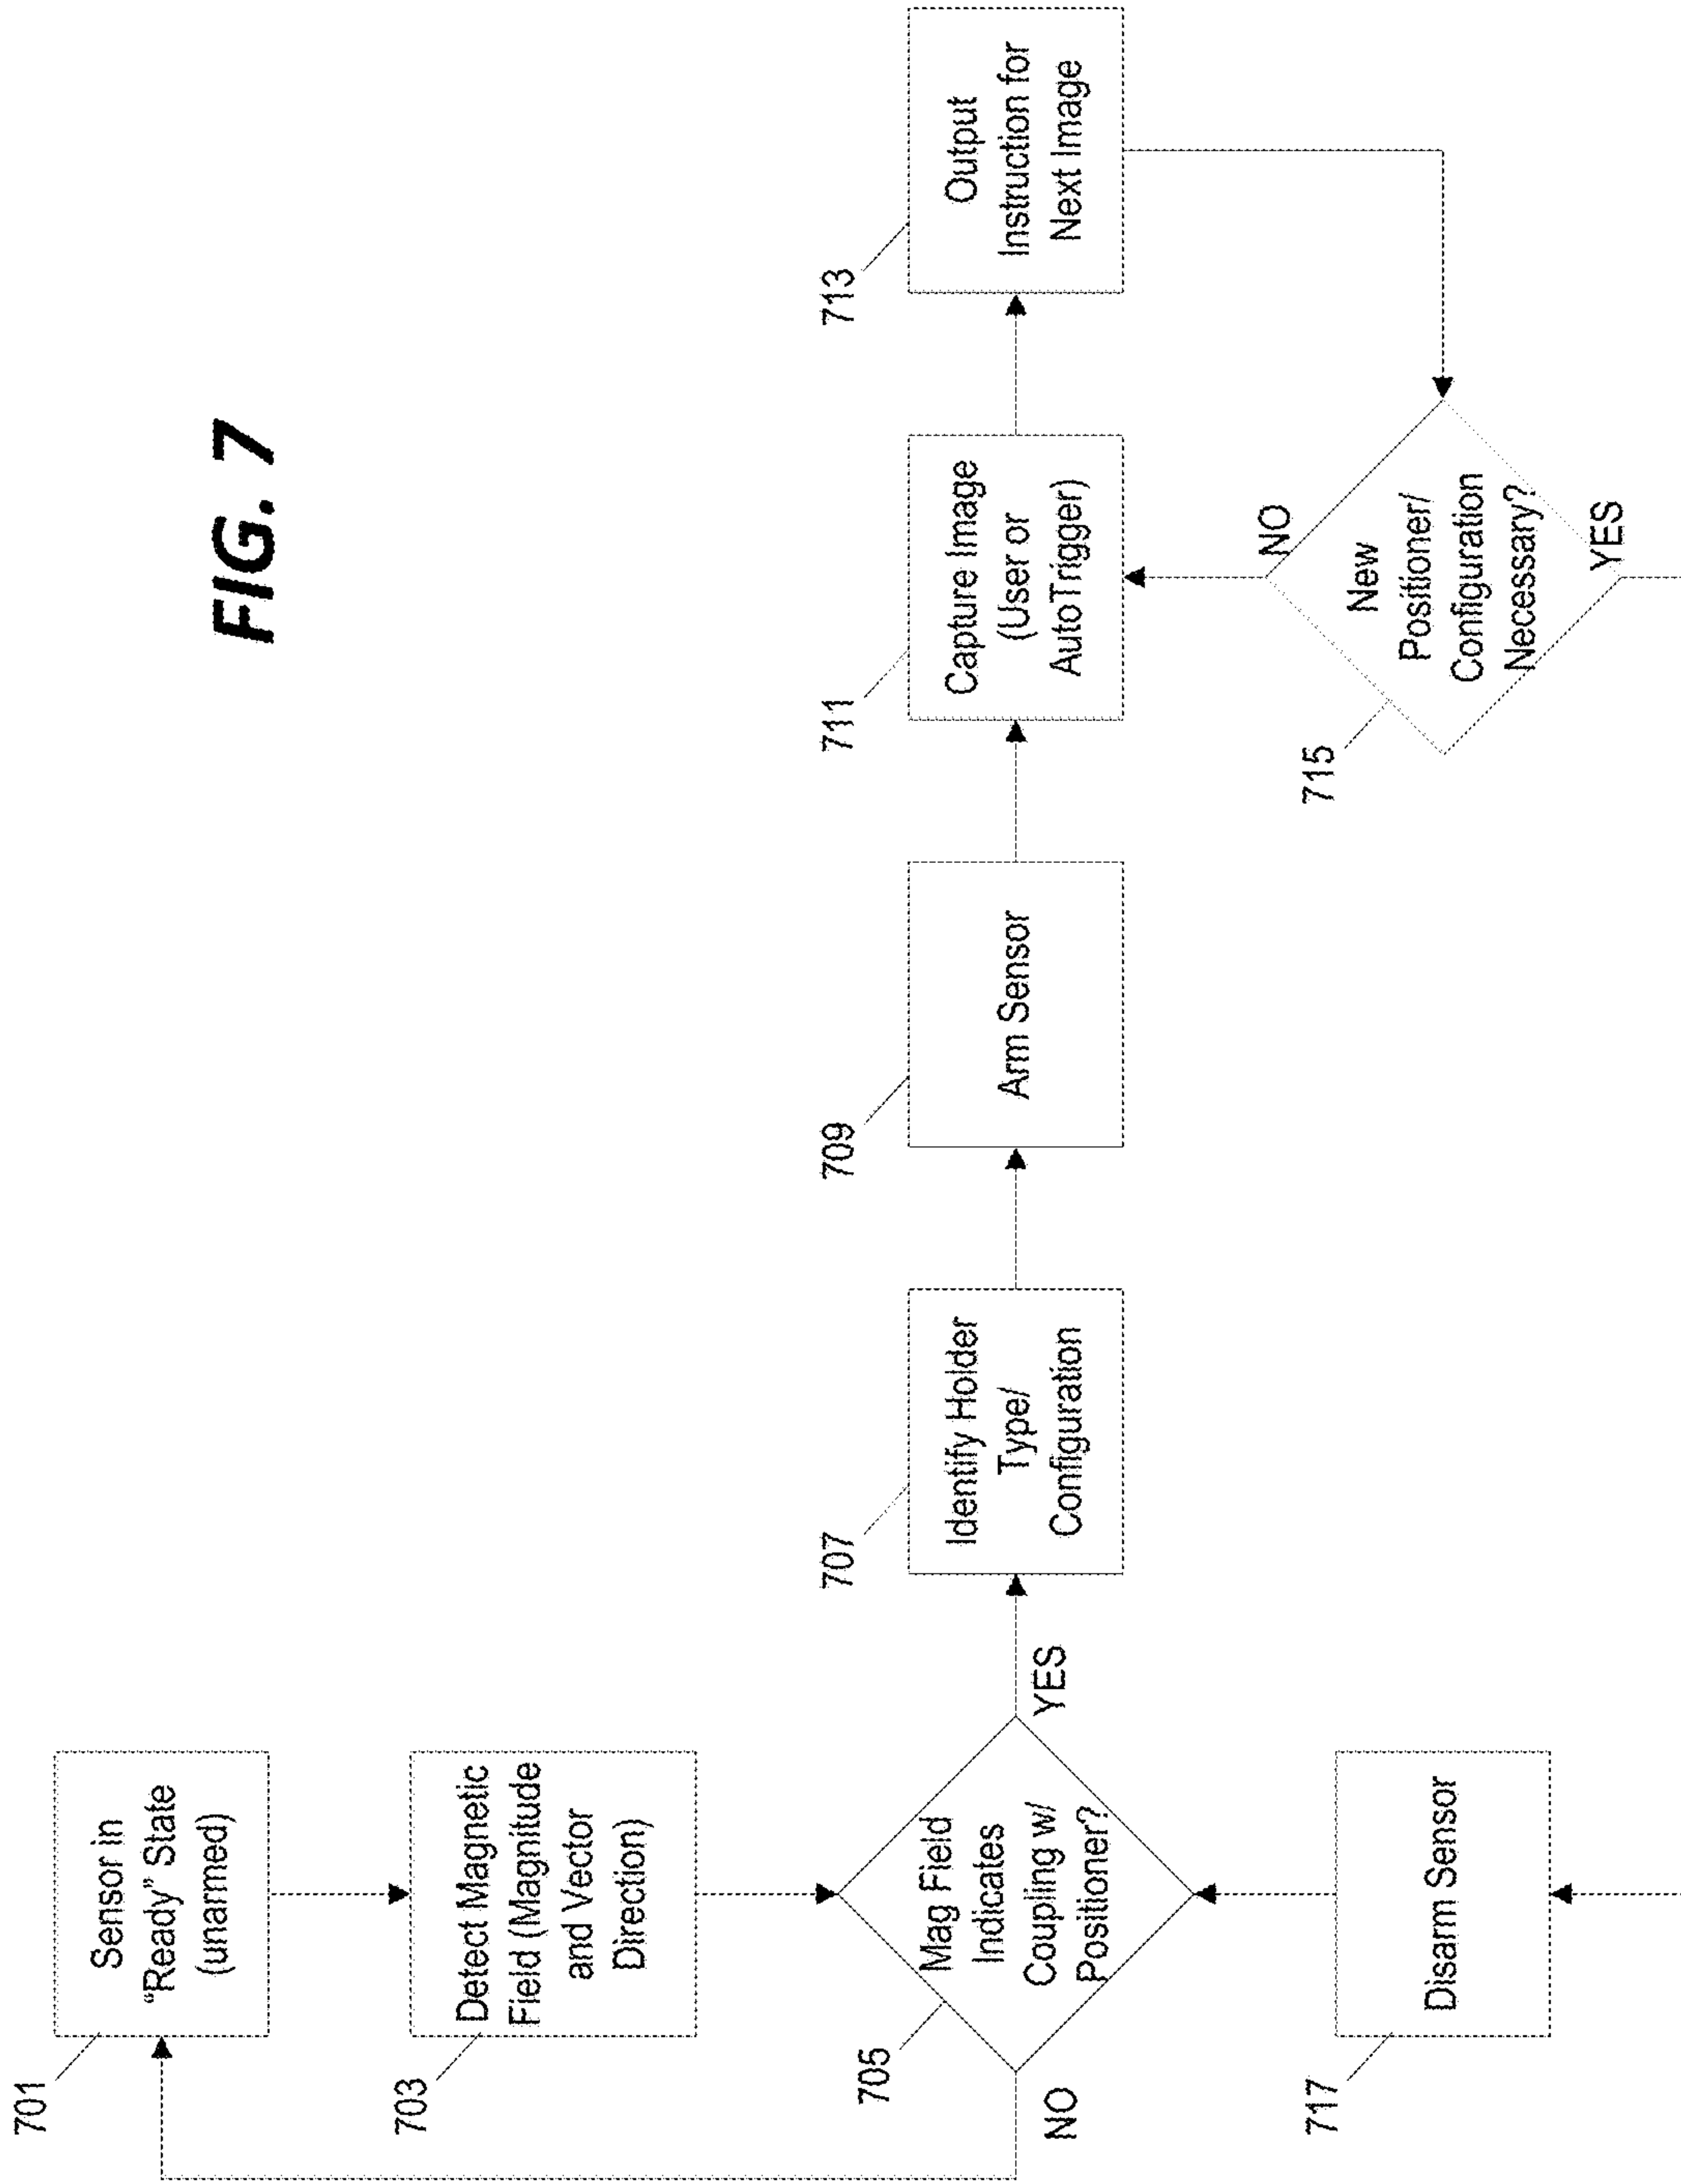 FIG. 7
701
Sensor in
"Ready" State
(unarmed)
703
Detect Magnetic
Field (Magnitude
and Vector
Direction)
705
Mag Field
Indicates
Coupling w/
Positioner?
NO
YES
707
Identify Holder
Type/
Configuration
709
Arm Sensor
711
Capture Image
(User or
AutoTrigger)
713
Output
Instruction for
Next Image
715
New
Positioner/
Configuration
Necessary?
NO
YES
717
Disarm Sensor